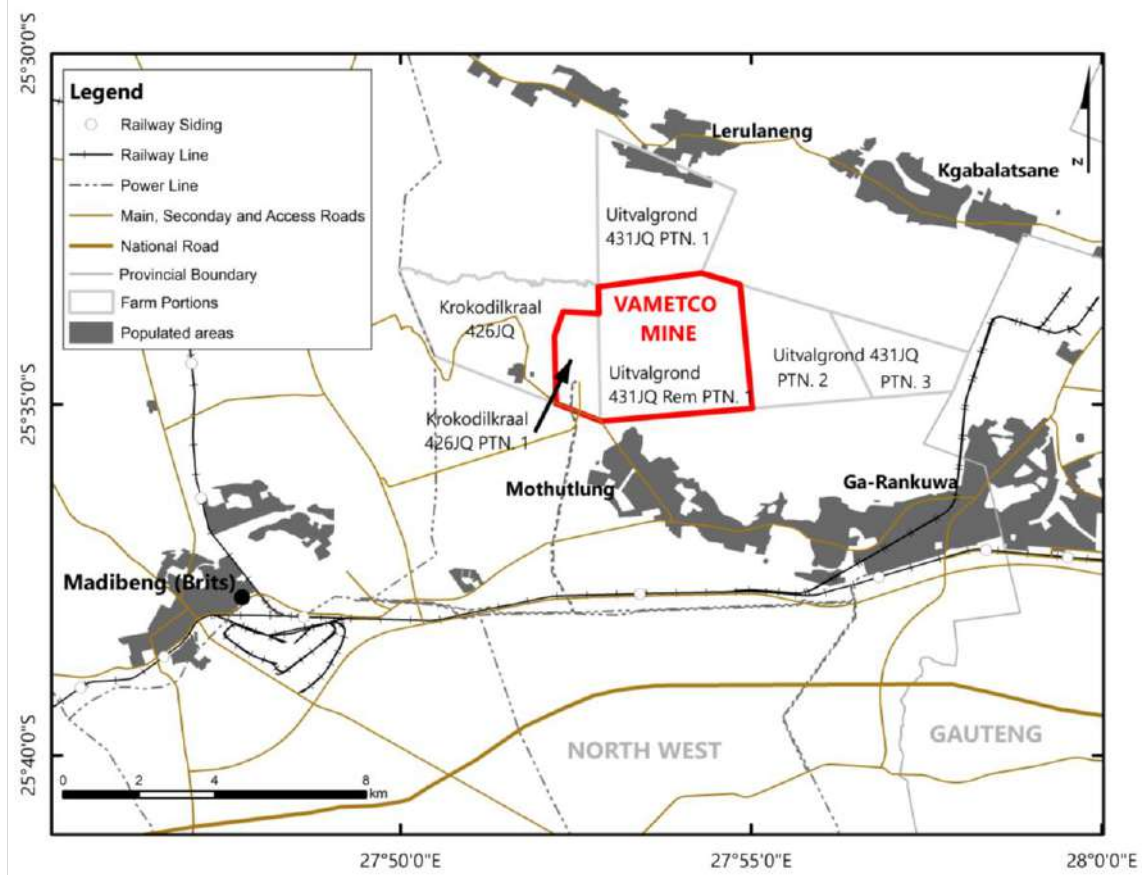 25°30'0"S
Legend
Railway Siding
Railway Line
Power Line
Main, Seconday and Access Roads
National Road
Provincial Boundary
Farm Portions
Populated areas
Lerulaneng
Kgabalatsane
N
Uitvalgrond
431JQ PTN. 1
Krokodilkraal
426JQ
VAMETCO
MINE
Uitvalgrond
431JQ Rem PTN. 1
Uitvalgrond 431JQ
PTN. 2
PTN. 3
25°35'0"S
Krokodilkraal
426JQ PTN. 1
Mothutlung
Ga-Rankuwa
Madibeng (Brits)
NORTH WEST
GAUTENG
25°40'0"S
0 2 4 8
km
27°50'0"E
27°55'0"E
28°0'0"E